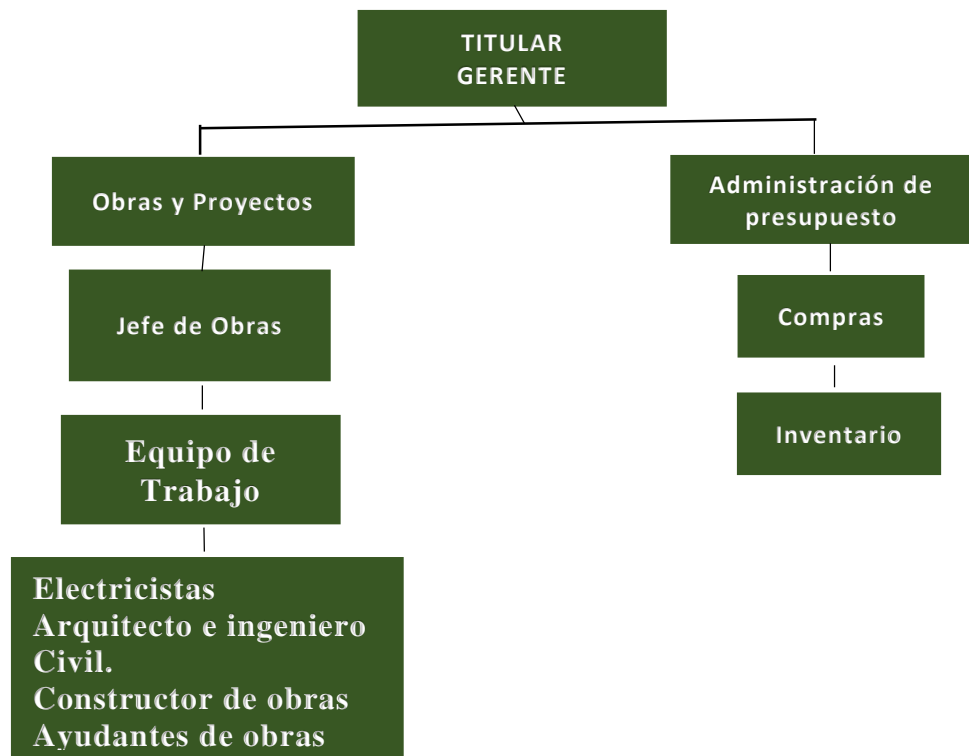 TITULAR
GERENTE
Obras y Proyectos
Administración de
presupuesto
Jefe de Obras
Compras
Equipo de
Trabajo
Inventario
Electricistas
Arquitecto e ingeniero
Civil.
Constructor de obras
Ayudantes de obras